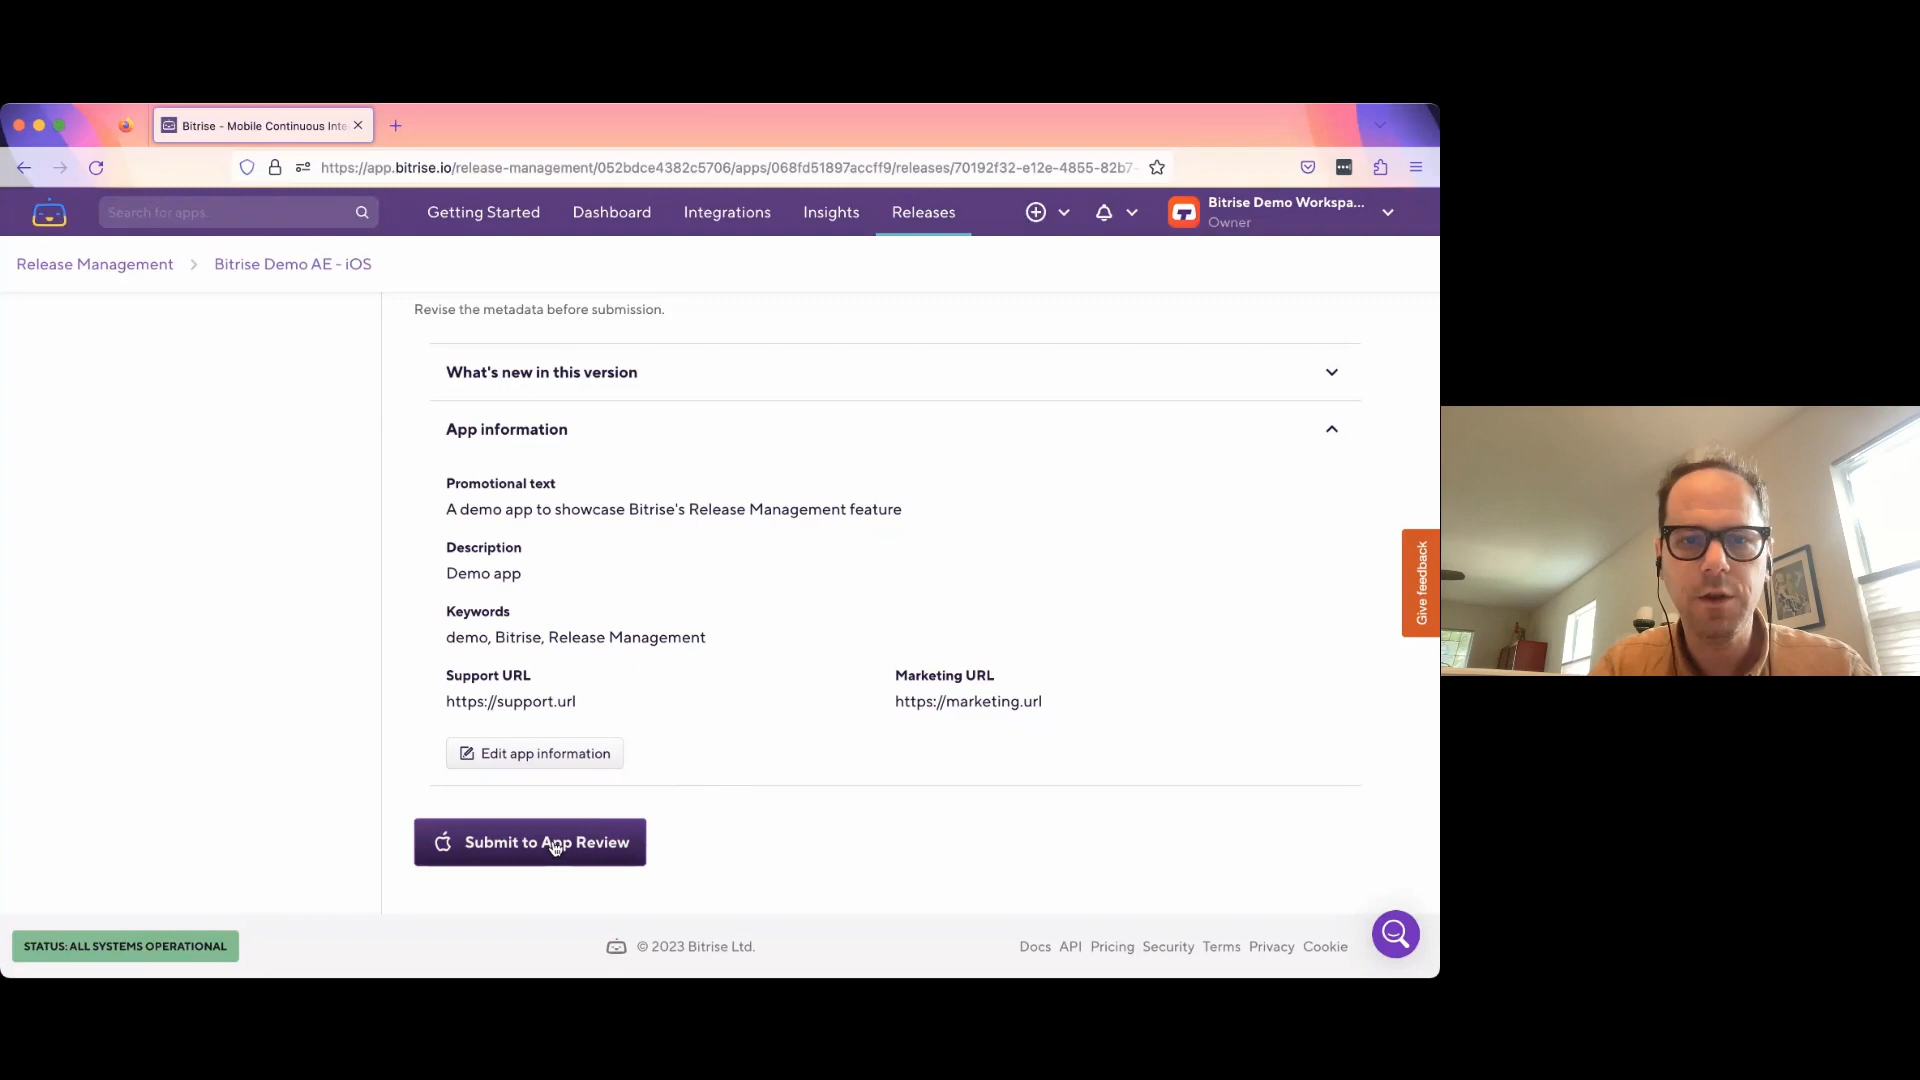 Bitrise - Mobile Continuous Inte
https://app.bitrise.io/release-management/052bdce4382c5706/apps/068fd51897accff9/releases/70192f32-e12e-4855-82b7-
Search for apps.
Getting Started
Dashboard
Integrations
Insights
Releases
Bitrise Demo Workspa...
Owner
Release Management
Bitrise Demo AE - iOS
Revise the metadata before submission.
What's new in this version
App information
Promotional text
A demo app to showcase Bitrise's Release Management feature
Description
Demo app
Keywords
demo, Bitrise, Release Management
Support URL
Marketing URL
https://support.url
https://marketing.url
Edit app information
Submit to App Review
Give feedback
STATUS: ALL SYSTEMS OPERATIONAL
© 2023 Bitrise Ltd.
Docs API Pricing Security Terms Privacy Cookie